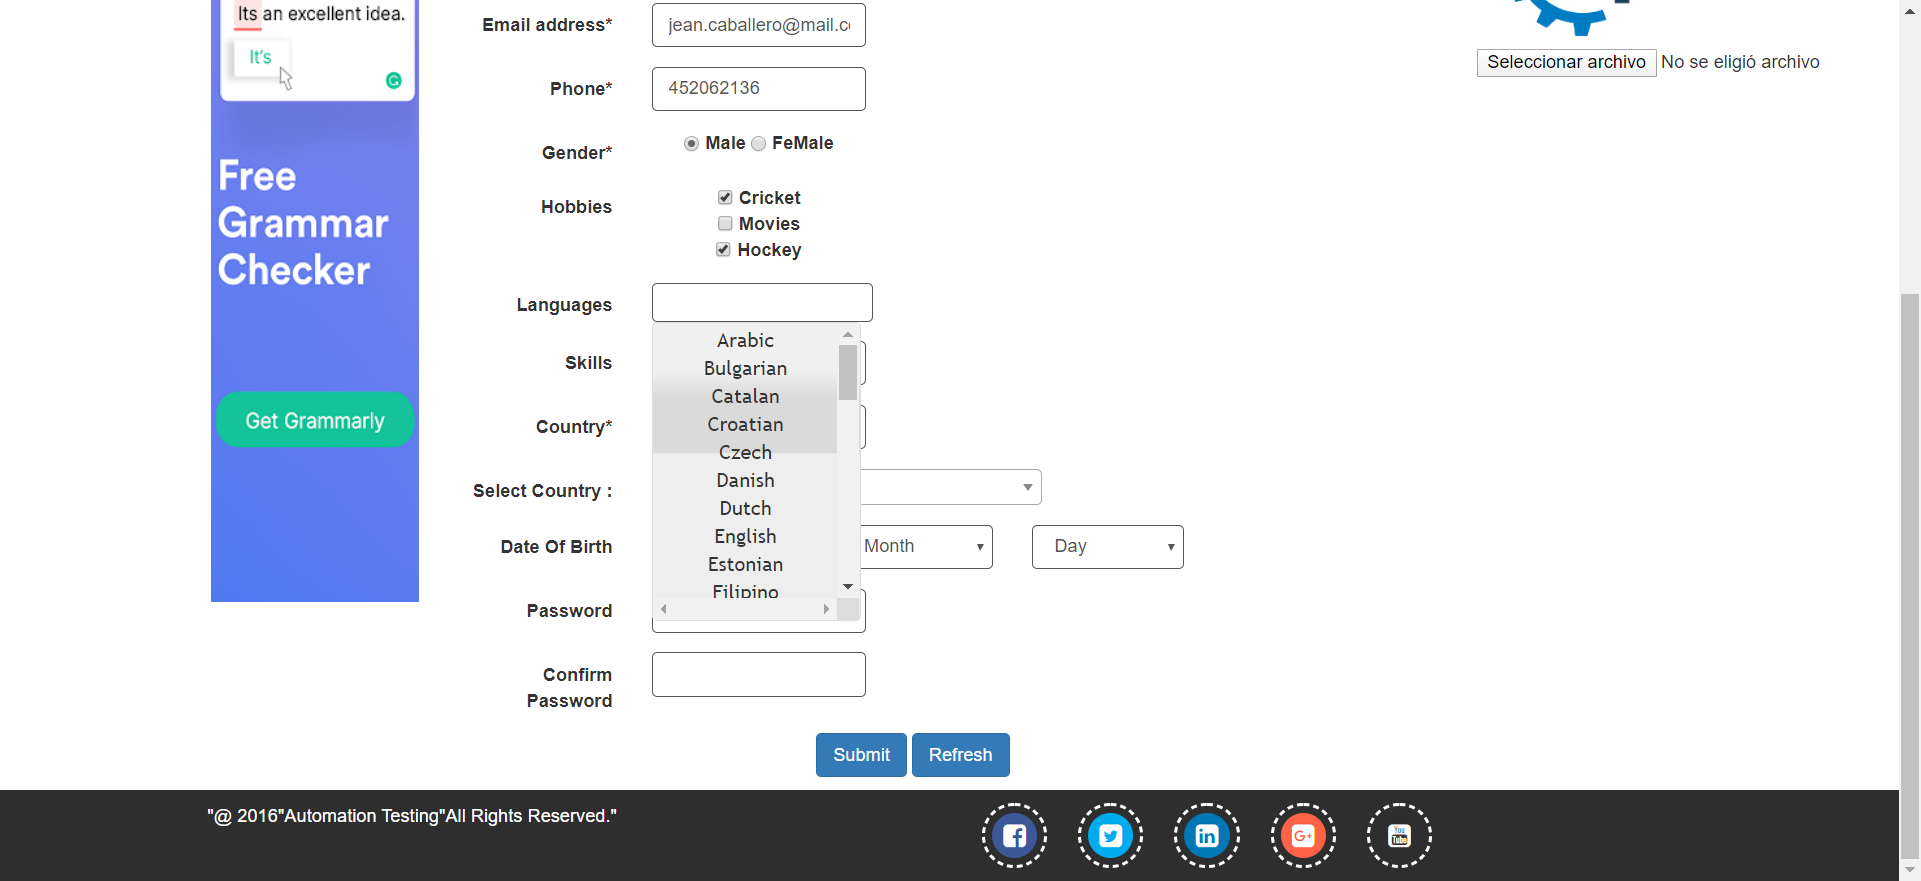 Its an excellent idea.
It's
Free
Grammar
Checker
Get Grammarly
Email address*
jean.caballero@mail.c
Phone*
452062136
Gender*
Male FeMale
Hobbies
Cricket
Movies
Hockey
Languages
Arabic
Bulgarian
Catalan
Croatian
Czech
Danish
Dutch
English
Estonian
Filipino
Skills
Country*
Select Country :
Date Of Birth
Month
Day
Password
Confirm
Password
Submit
Refresh
Seleccionar archivo No se eligió archivo
"@ 2016"Automation Testing"All Rights Reserved."
f
in
G+
You
Tube